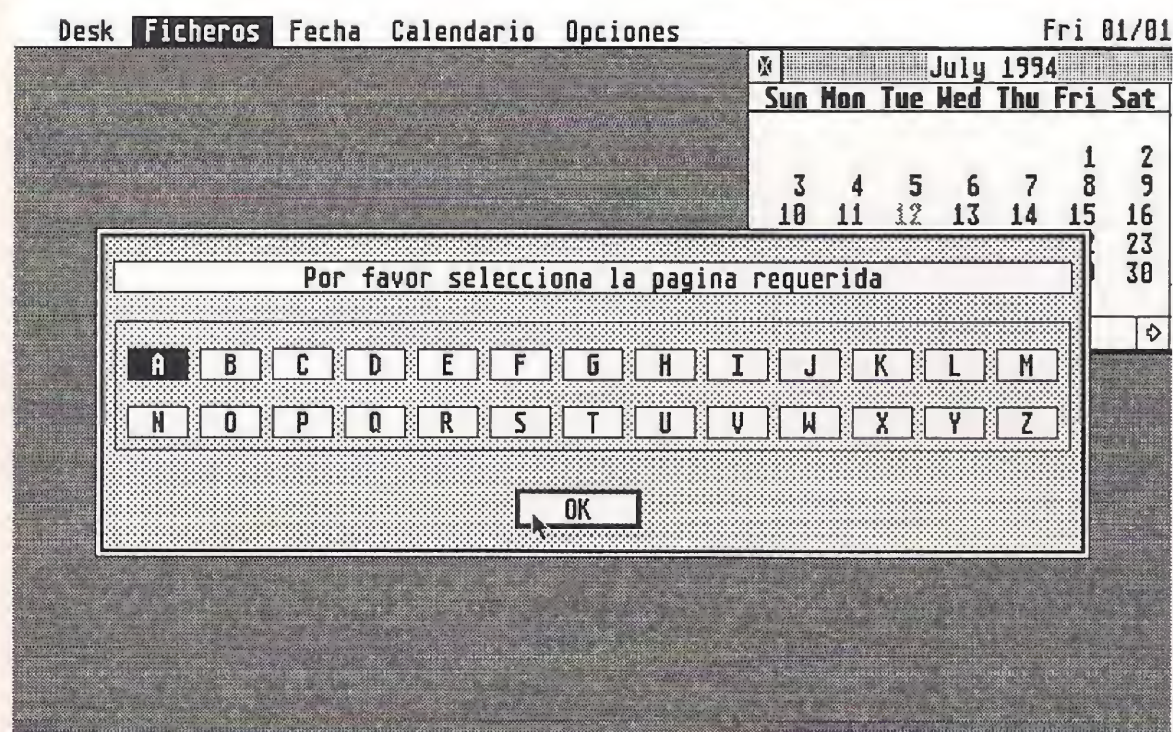 Desk Ficheros Fecha Calendario Opciones Fri 01/01
July 1994
Sun Mon Tue Wed Thu Fri Sat
1 2
3 4 5 6 7 8 9
10 11 12 13 14 15 16
23
30
Por favor selecciona la pagina requerida
A B C D E F G H I J K L M
N O P Q R S T U V W X Y Z
OK